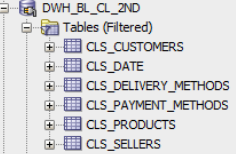 DWH_BL_CL_2ND
Tables (Filtered)
CLS_CUSTOMERS
CLS_DATE
CLS_DELIVERY_METHODS
CLS_PAYMENT_METHODS
CLS_PRODUCTS
CLS_SELLERS